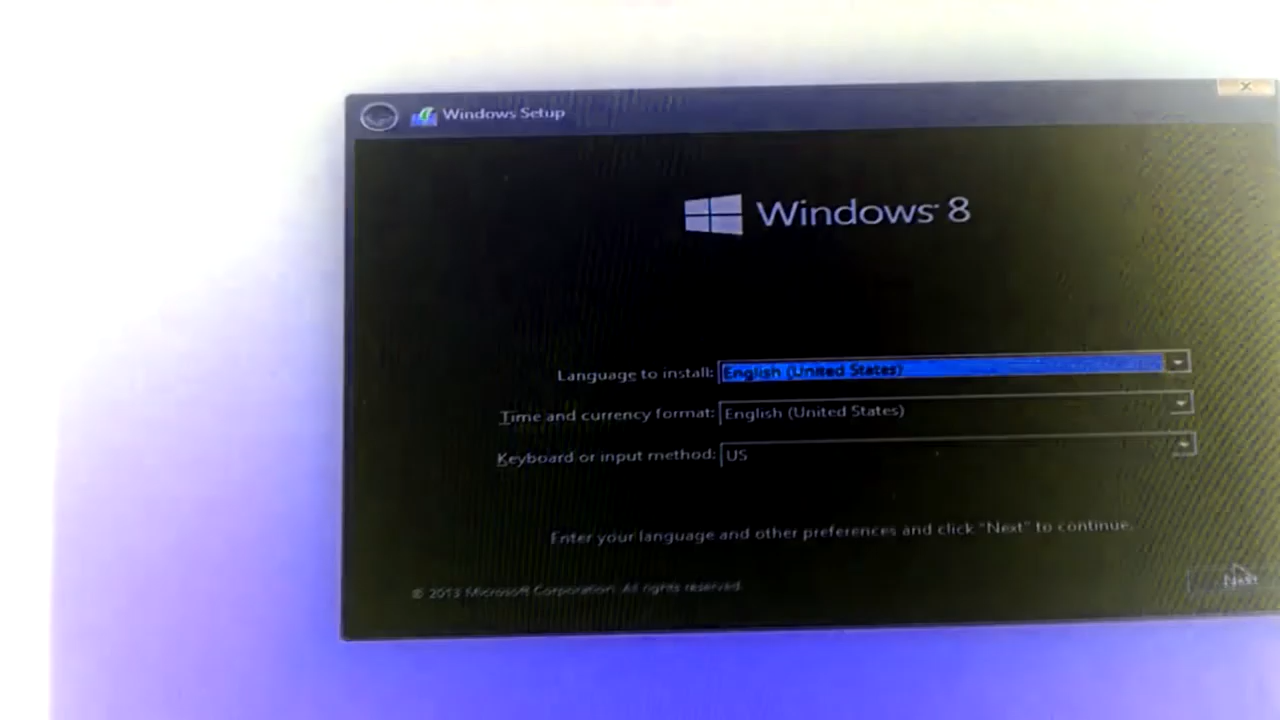 Windows Setup
Windows 8
Language to install: English (United States)
Time and currency format: English (United States)
Keyboard or input method: US
Enter your language and other preferences and click "Next" to continue.
© 2013 Microsoft Corporation. All rights reserved.
Next